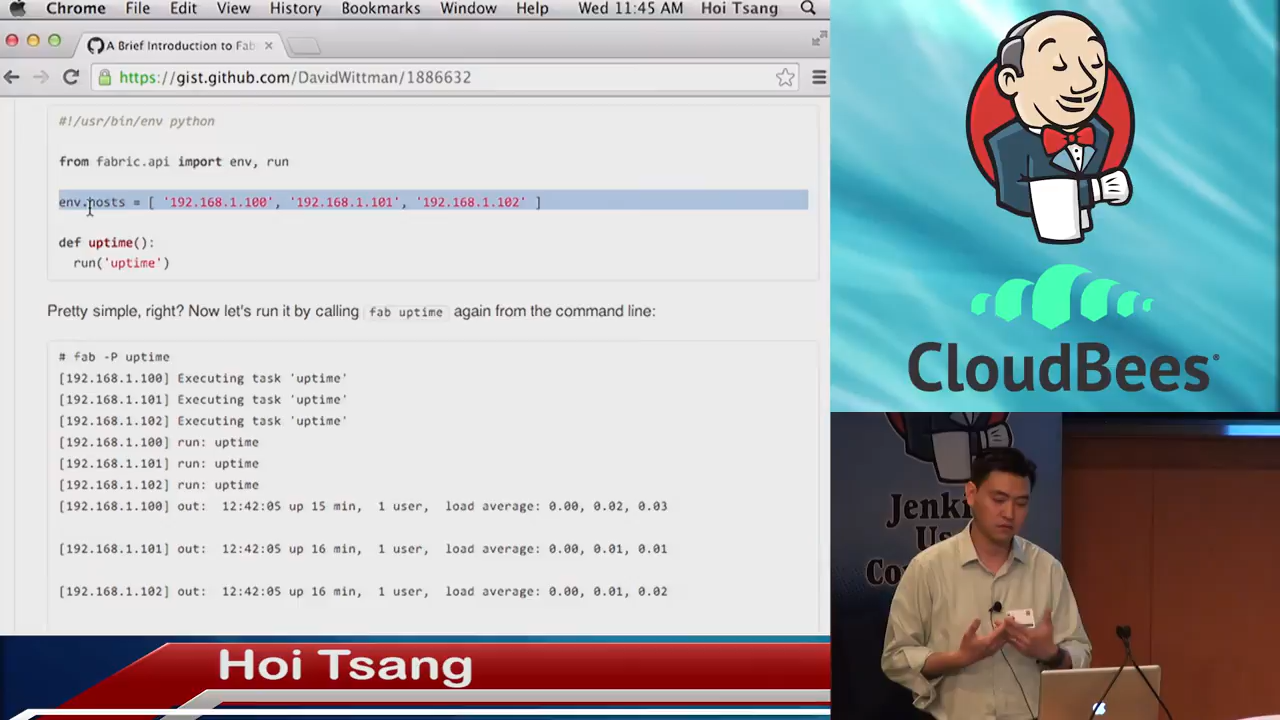 Chrome File Edit View History Bookmarks Window Help Wed 11:45 AM Hoi Tsang
A Brief Introduction to Fab
https://gist.github.com/DavidWittman/1886632
#!/usr/bin/env python
from fabric.api import env, run
env.hosts = [ '192.168.1.100', '192.168.1.101', '192.168.1.102' ]
def uptime():
run('uptime')
Pretty simple, right? Now let's run it by calling fab uptime again from the command line:
# fab -P uptime
[192.168.1.100] Executing task 'uptime'
[192.168.1.101] Executing task 'uptime'
[192.168.1.102] Executing task 'uptime'
[192.168.1.100] run: uptime
[192.168.1.101] run: uptime
[192.168.1.102] run: uptime
[192.168.1.100] out: 12:42:05 up 15 min, 1 user, load average: 0.00, 0.02, 0.03
[192.168.1.101] out: 12:42:05 up 16 min, 1 user, load average: 0.00, 0.01, 0.01
[192.168.1.102] out: 12:42:05 up 16 min, 1 user, load average: 0.00, 0.01, 0.02
CloudBees®
Jenki
Us
Co
Hoi Tsang